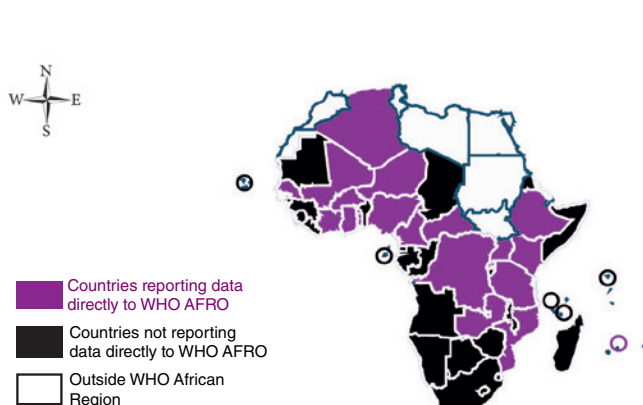 N
W E
S
Countries reporting data
directly to WHO AFRO
Countries not reporting
data directly to WHO AFRO
Outside WHO African
Region